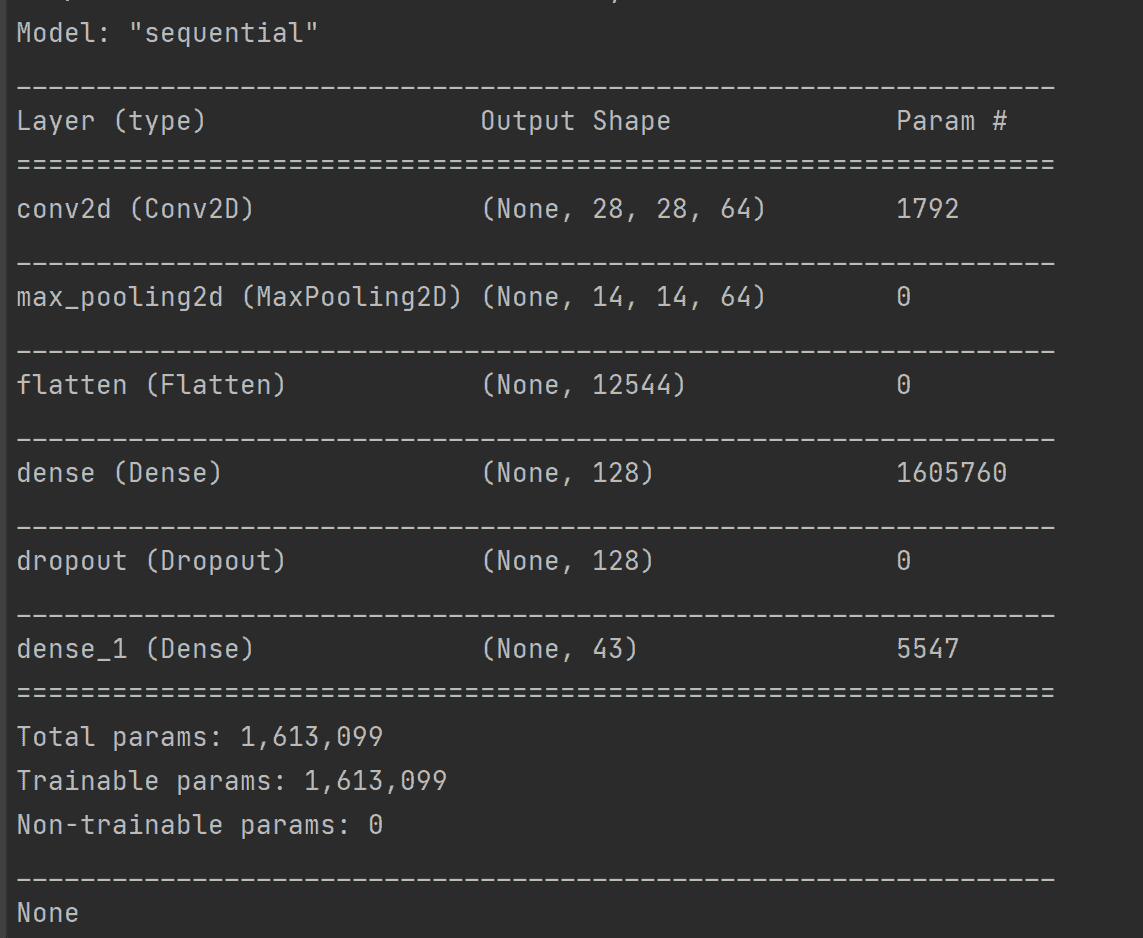 Model: "sequential"
_________________________________________________________________
Layer (type)                 Output Shape              Param #
=================================================================
conv2d (Conv2D)              (None, 28, 28, 64)        1792
_________________________________________________________________
max_pooling2d (MaxPooling2D) (None, 14, 14, 64)        0
_________________________________________________________________
flatten (Flatten)            (None, 12544)             0
_________________________________________________________________
dense (Dense)                (None, 128)               1605760
_________________________________________________________________
dropout (Dropout)            (None, 128)               0
_________________________________________________________________
dense_1 (Dense)              (None, 43)                5547
=================================================================
Total params: 1,613,099
Trainable params: 1,613,099
Non-trainable params: 0
_________________________________________________________________
None